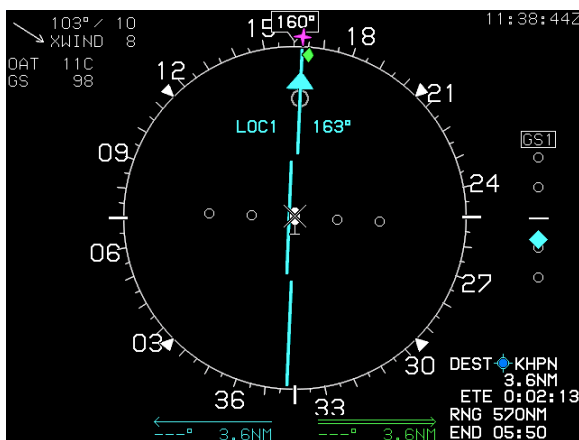 103° / 10
XWIND 8
OAT 11C
GS 98
11:38:44Z
160°
15
18
12
21
LOC1 163°
GS1
09
24
06
27
03
30
36
33
DEST KHPN
3.6NM
ETE 0:02:13
RNG 570NM
END 05:50
---° 3.6NM
---° 3.6NM